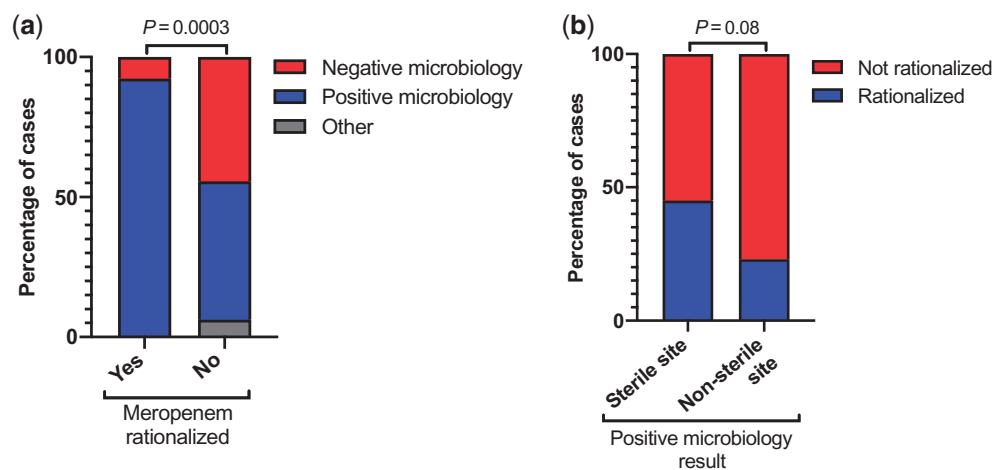 (a)
P = 0.0003
100
50
0
Percentage of cases
Negative microbiology
Positive microbiology
Other
Yes
No
Meropenem
rationalized
(b)
P = 0.08
100
50
0
Percentage of cases
Not rationalized
Rationalized
Sterile site
Non-sterile
site
Positive microbiology
result